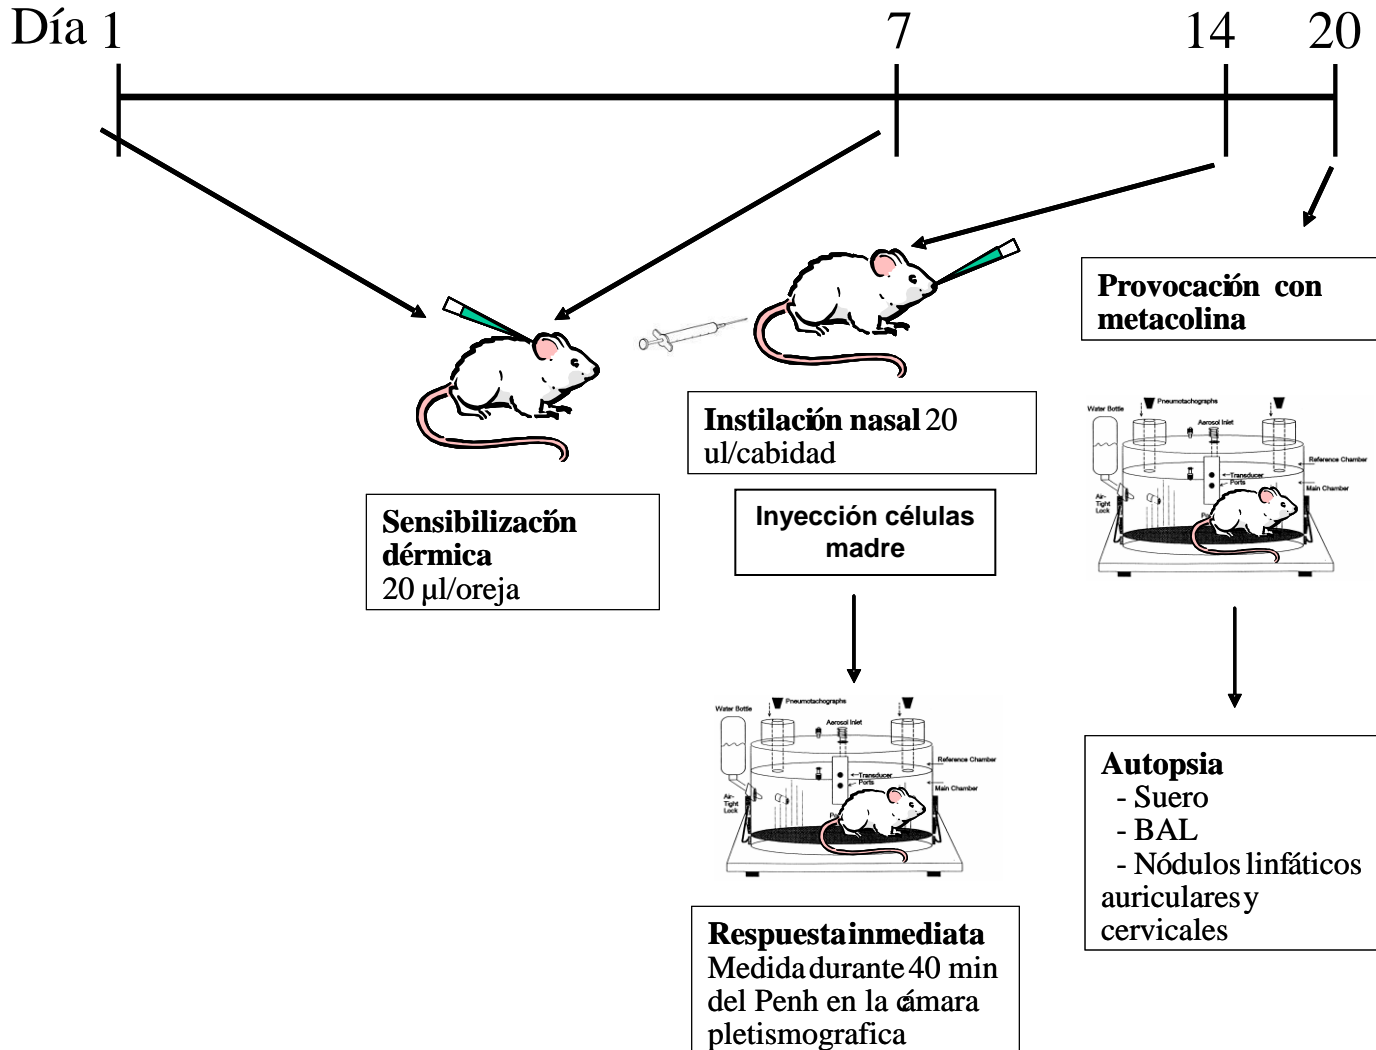 Día 1 7 14 20
Provocación con
metacolina
Instilación nasal 20
ul/cabidad
Sensibilización
dérmica
20 µl/oreja
Inyección células
madre
Pneumotachographs
Water Bottle
Aerosol Inlet
Reference Chamber
Transducer
Ports
Main Chamber
Air-
Tight
Lock
Pneumotachographs
Water Bottle
Aerosol Inlet
Reference Chamber
Transducer
Ports
Main Chamber
Air-
Tight
Lock
Autopsia
- Suero
- BAL
- Nódulos linfáticos
auriculares y
cervicales
Respuesta inmediata
Medida durante 40 min
del Penh en la cámara
pletismografica